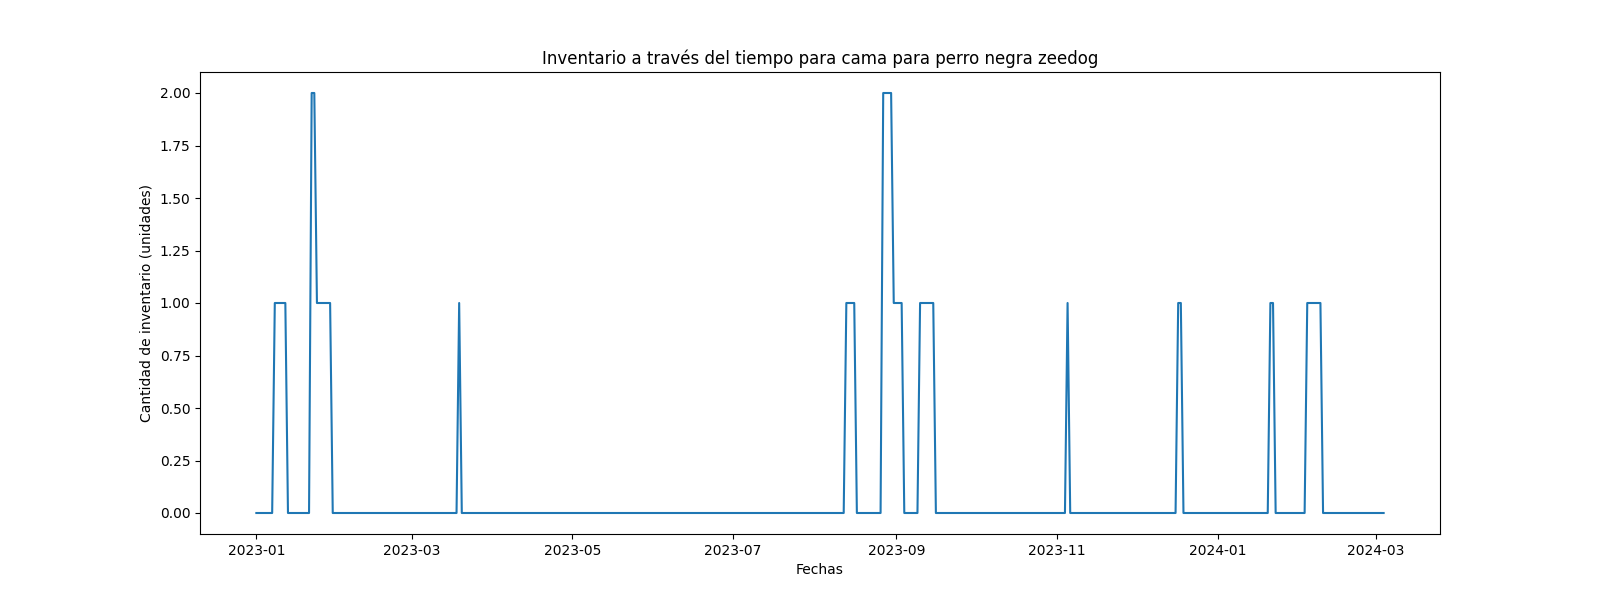 Inventario a través del tiempo para cama para perro negra zeedog
Cantidad de inventario (unidades)
2.00
1.75
1.50
1.25
1.00
0.75
0.50
0.25
0.00
2023-01 2023-03 2023-05 2023-07 2023-09 2023-11 2024-01 2024-03
Fechas